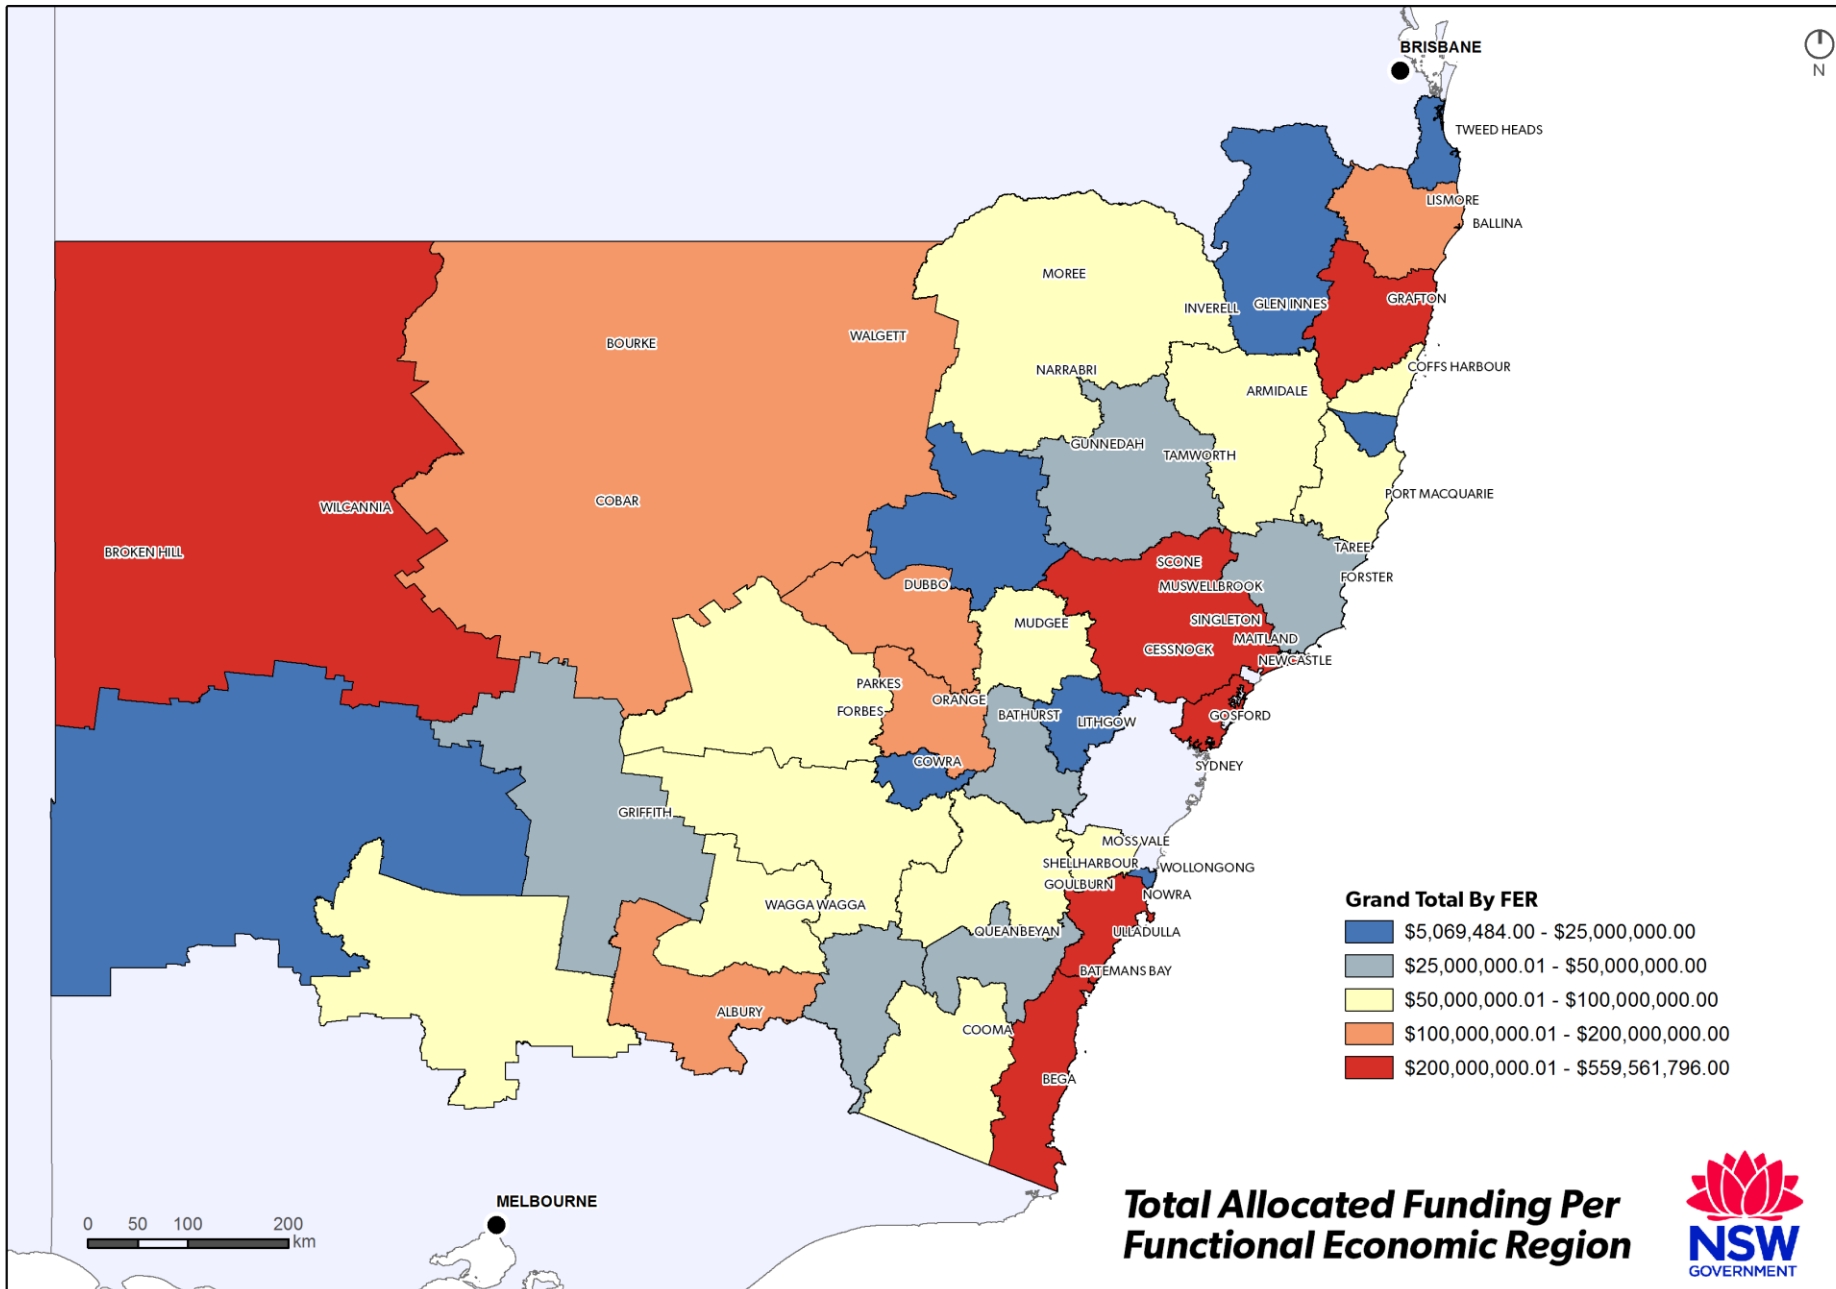 BRISBANE
N
TWEED HEADS
LISMORE
BALLINA
MOREE
INVERELL
GLEN INNES
GRAFTON
WALGETT
BOURKE
NARRABRI
COFFS HARBOUR
ARMIDALE
GUNNEDAH
TAMWORTH
PORT MACQUARIE
COBAR
WILCANNIA
BROKEN HILL
TAREE
SCONE
FORSTER
DUBBO
MUSWELLBROOK
MUDGEE
SINGLETON
MAITLAND
CESSNOCK
NEWCASTLE
PARKES
ORANGE
FORBES
BATHURST
LITHGOW
GOSFORD
COWRA
SYDNEY
GRIFFITH
MOSS VALE
SHELLHARBOUR
WOLLONGONG
GOULBURN
NOWRA
WAGGA WAGGA
QUEANBEYAN
ULLADULLA
BATEMANS BAY
ALBURY
COOMA
BEGA
Grand Total By FER
$5,069,484.00 - $25,000,000.00
$25,000,000.01 - $50,000,000.00
$50,000,000.01 - $100,000,000.00
$100,000,000.01 - $200,000,000.00
$200,000,000.01 - $559,561,796.00
MELBOURNE
0 50 100 200
km
Total Allocated Funding Per
Functional Economic Region
NSW
GOVERNMENT